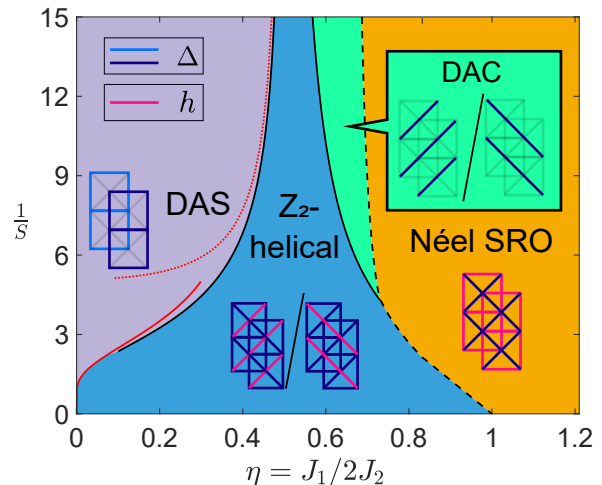 15
12
9
6
3
0
1/S
Δ
h
DAS
Z₂-
helical
DAC
Néel SRO
0
0.2
0.4
0.6
0.8
1
1.2
η = J₁/2J₂